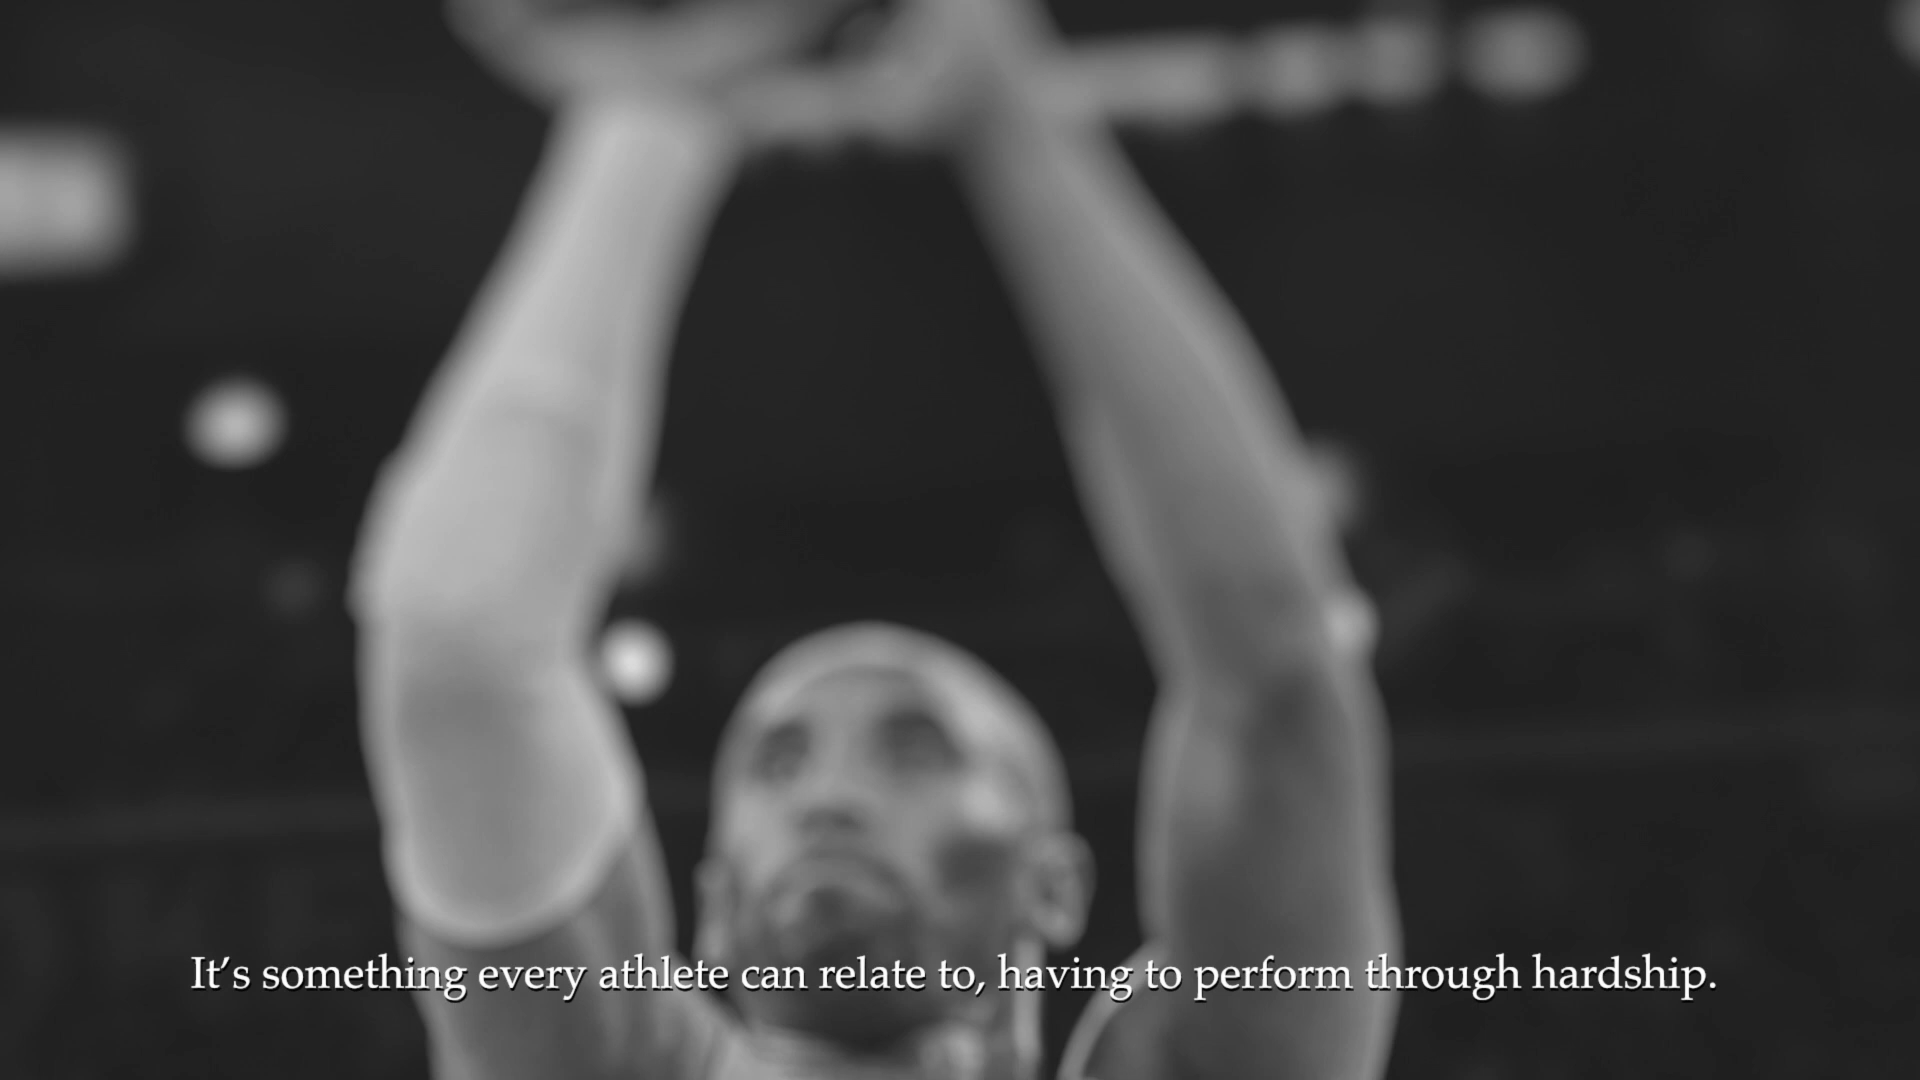 It’s something every athlete can relate to, having to perform through hardship.